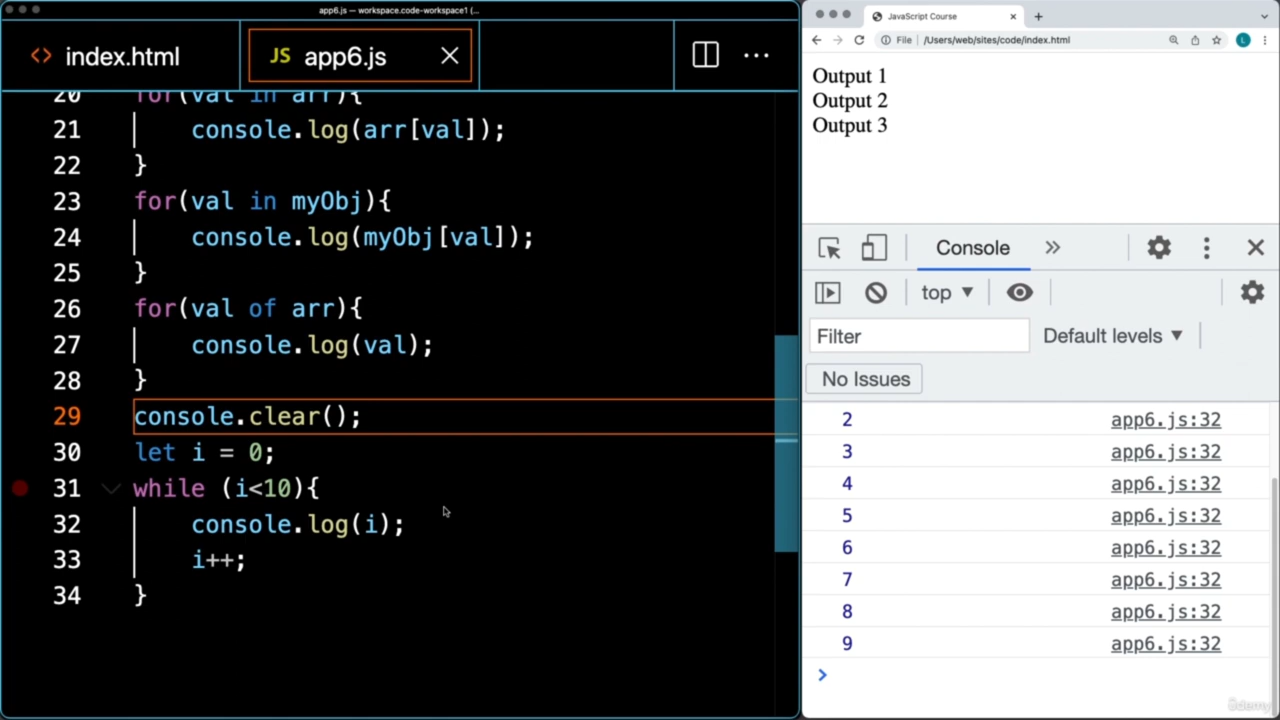 app6.js — workspace.code-workspace1 (…
index.html
JS app6.js
20 for(val in arr){
21 console.log(arr[val]);
22 }
23 for(val in myObj){
24 console.log(myObj[val]);
25 }
26 for(val of arr){
27 console.log(val);
28 }
29 console.clear();
30 let i = 0;
31 while (i<10){
32 console.log(i);
33 i++;
34 }
JavaScript Course
File /Users/web/sites/code/index.html
L
Output 1
Output 2
Output 3
Console
top
Filter Default levels
No Issues
2 app6.js:32
3 app6.js:32
4 app6.js:32
5 app6.js:32
6 app6.js:32
7 app6.js:32
8 app6.js:32
9 app6.js:32
ûdemy